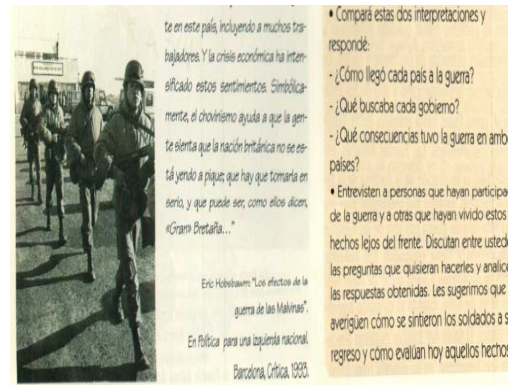 te en este país, incluyendo a muchos tra-
bajadores. Y la crisis económica ha inten-
sificado estos sentimientos. Simbólica-
mente, el chovinismo ayuda a que la gen-
te sienta que la nación británica no se es-
tá yendo a pique, que hay que tomarla en
serio, y que puede ser, como ellos dicen,
«Gran» Bretaña..."
Eric Hobsbawm: "Los efectos de la
guerra de las Malvinas".
En Política para una izquierda nacional.
Barcelona, Crítica, 1993.
• Compará estas dos interpretaciones y
respondé:
- ¿Cómo llegó cada país a la guerra?
- ¿Qué buscaba cada gobierno?
- ¿Qué consecuencias tuvo la guerra en ambo
países?
• Entrevisten a personas que hayan participa
de la guerra y a otras que hayan vivido estos
hechos lejos del frente. Discutan entre ustede
las preguntas que quisieran hacerles y analice
las respuestas obtenidas. Les sugerimos que
averigüen cómo se sintieron los soldados a s
regreso y cómo evalúan hoy aquellos hechos